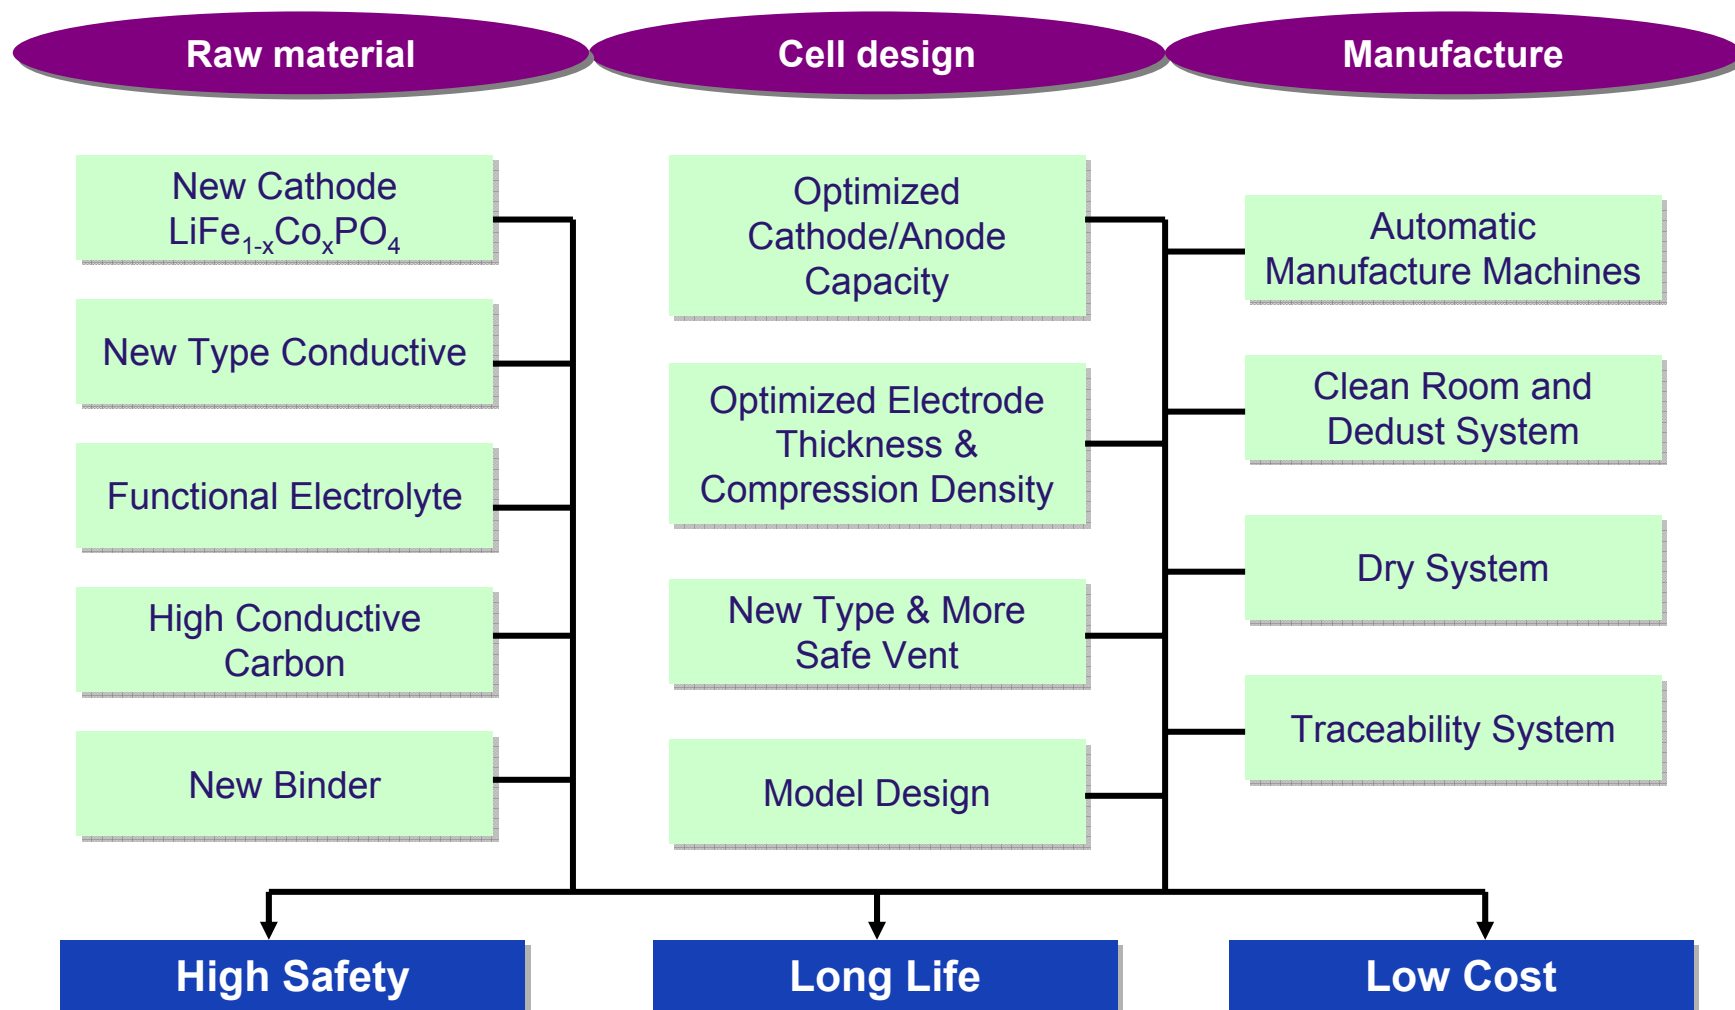 Raw material
Cell design
Manufacture
New Cathode
LiFe₁₋ₓCoₓPO₄
New Type Conductive
Functional Electrolyte
High Conductive
Carbon
New Binder
Optimized
Cathode/Anode
Capacity
Optimized Electrode
Thickness &
Compression Density
New Type & More
Safe Vent
Model Design
Automatic
Manufacture Machines
Clean Room and
Dedust System
Dry System
Traceability System
High Safety
Long Life
Low Cost